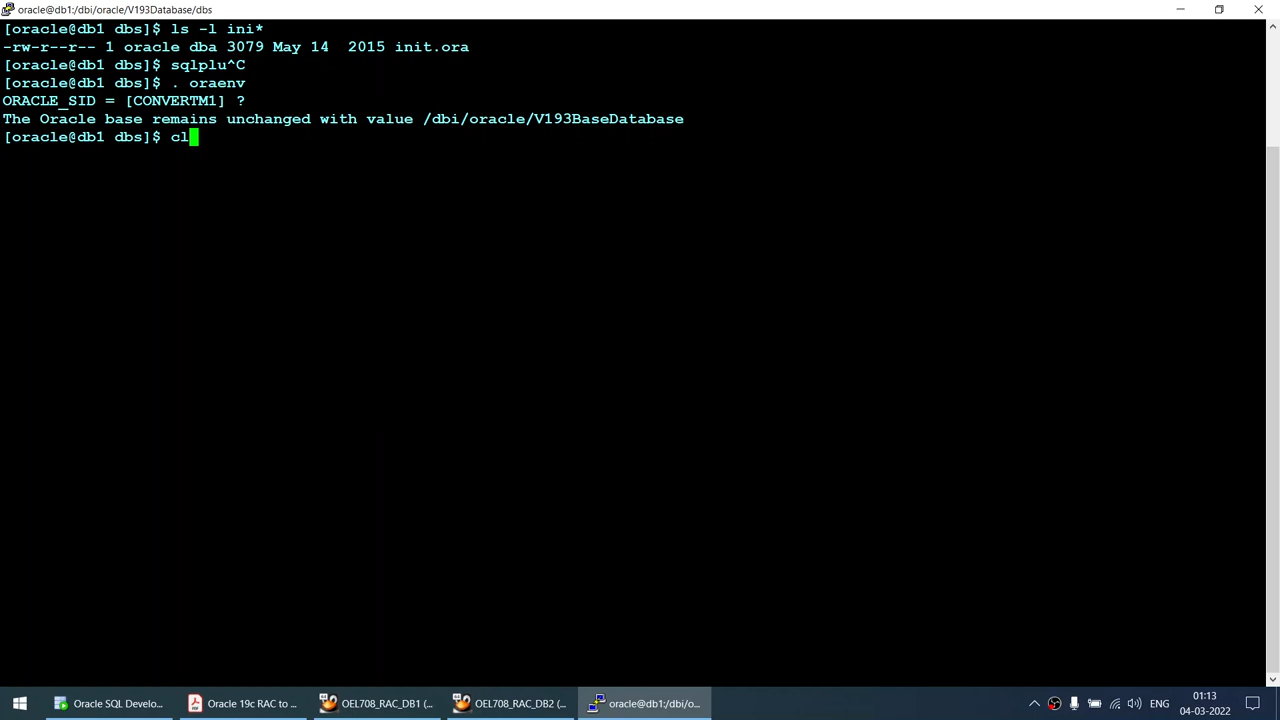 oracle@db1:/dbi/oracle/V193Database/dbs
[oracle@db1 dbs]$ ls -l ini*
-rw-r--r-- 1 oracle dba 3079 May 14  2015 init.ora
[oracle@db1 dbs]$ sqlplu^C
[oracle@db1 dbs]$ . oraenv
ORACLE_SID = [CONVERTM1] ?
The Oracle base remains unchanged with value /dbi/oracle/V193BaseDatabase
[oracle@db1 dbs]$ cl
Oracle SQL Develo...
Oracle 19c RAC to ...
OEL708_RAC_DB1 (...
OEL708_RAC_DB2 (...
oracle@db1:/dbi/o...
ENG
01:13
04-03-2022